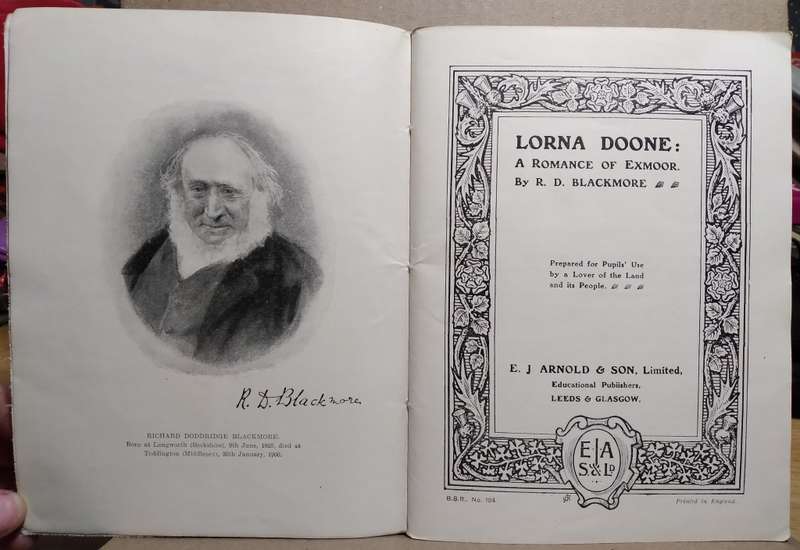 R. D. Blackmore
RICHARD DODDRIDGE BLACKMORE.
Born at Longworth (Berkshire), 9th June, 1825, died at
Teddington (Middlesex), 20th January, 1900.
LORNA DOONE:
A ROMANCE OF EXMOOR.
By R. D. BLACKMORE
Prepared for Pupils' Use
by a Lover of the Land
and its People.
E. J ARNOLD & SON, Limited,
Educational Publishers,
LEEDS & GLASGOW.
E A
S & LD
B.B.R., No. 104.
Printed in England.